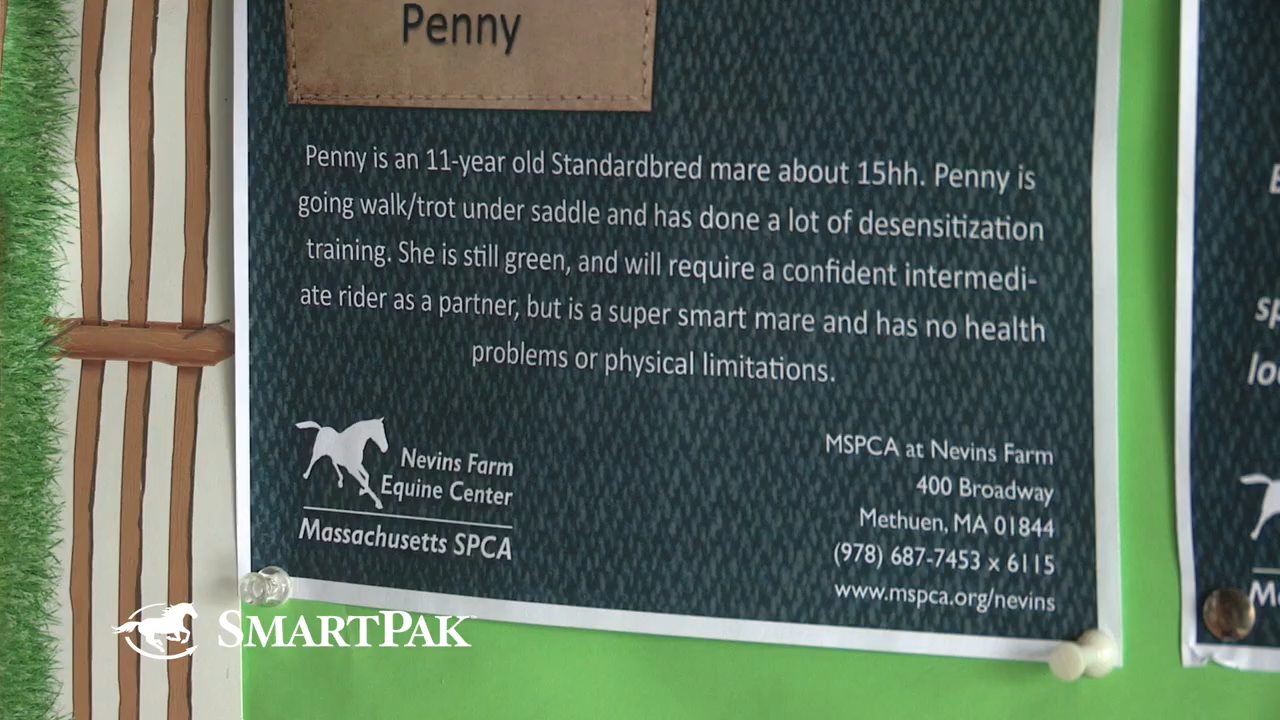 Penny
Penny is an 11-year old Standardbred mare about 15hh. Penny is
going walk/trot under saddle and has done a lot of desensitization
training. She is still green, and will require a confident intermedi-
ate rider as a partner, but is a super smart mare and has no health
problems or physical limitations.
Nevins Farm
Equine Center
Massachusetts SPCA
MSPCA at Nevins Farm
400 Broadway
Methuen, MA 01844
(978) 687-7453 x 6115
www.mspca.org/nevins
SMARTPAK